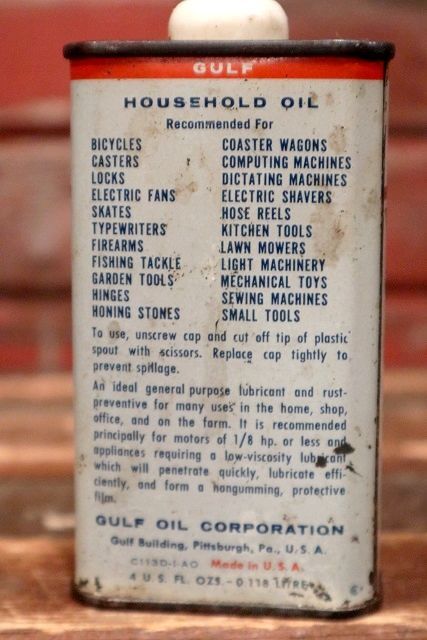 GULF
HOUSEHOLD OIL
Recommended For
BICYCLES
CASTERS
LOCKS
ELECTRIC FANS
SKATES
TYPEWRITERS
FIREARMS
FISHING TACKLE
GARDEN TOOLS
HINGES
HONING STONES
COASTER WAGONS
COMPUTING MACHINES
DICTATING MACHINES
ELECTRIC SHAVERS
HOSE REELS
KITCHEN TOOLS
LAWN MOWERS
LIGHT MACHINERY
MECHANICAL TOYS
SEWING MACHINES
SMALL TOOLS
To use, unscrew cap and cut off tip of plastic
spout with scissors. Replace cap tightly to
prevent spillage.
An ideal general purpose lubricant and rust-
preventive for many uses in the home, shop,
office, and on the farm. It is recommended
principally for motors of 1/8 hp. or less and
appliances requiring a low-viscosity lubricant
which will penetrate quickly, lubricate effi-
ciently, and form a nongumming, protective
film.
GULF OIL CORPORATION
Gulf Building, Pittsburgh, Pa., U.S.A.
C113D-1-AO Made in U.S.A.
4 U.S. FL. OZS - 0.118 LITRE